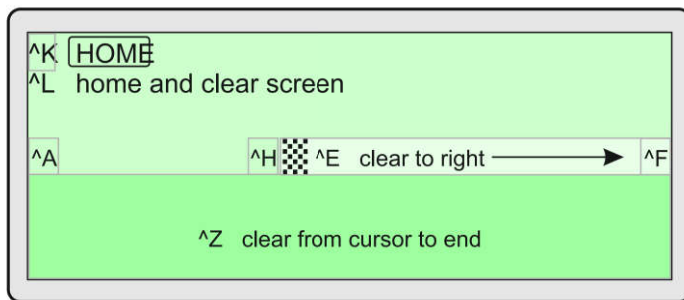 ^K HOME
^L home and clear screen
^A ^H ^E clear to right ^F
^Z clear from cursor to end